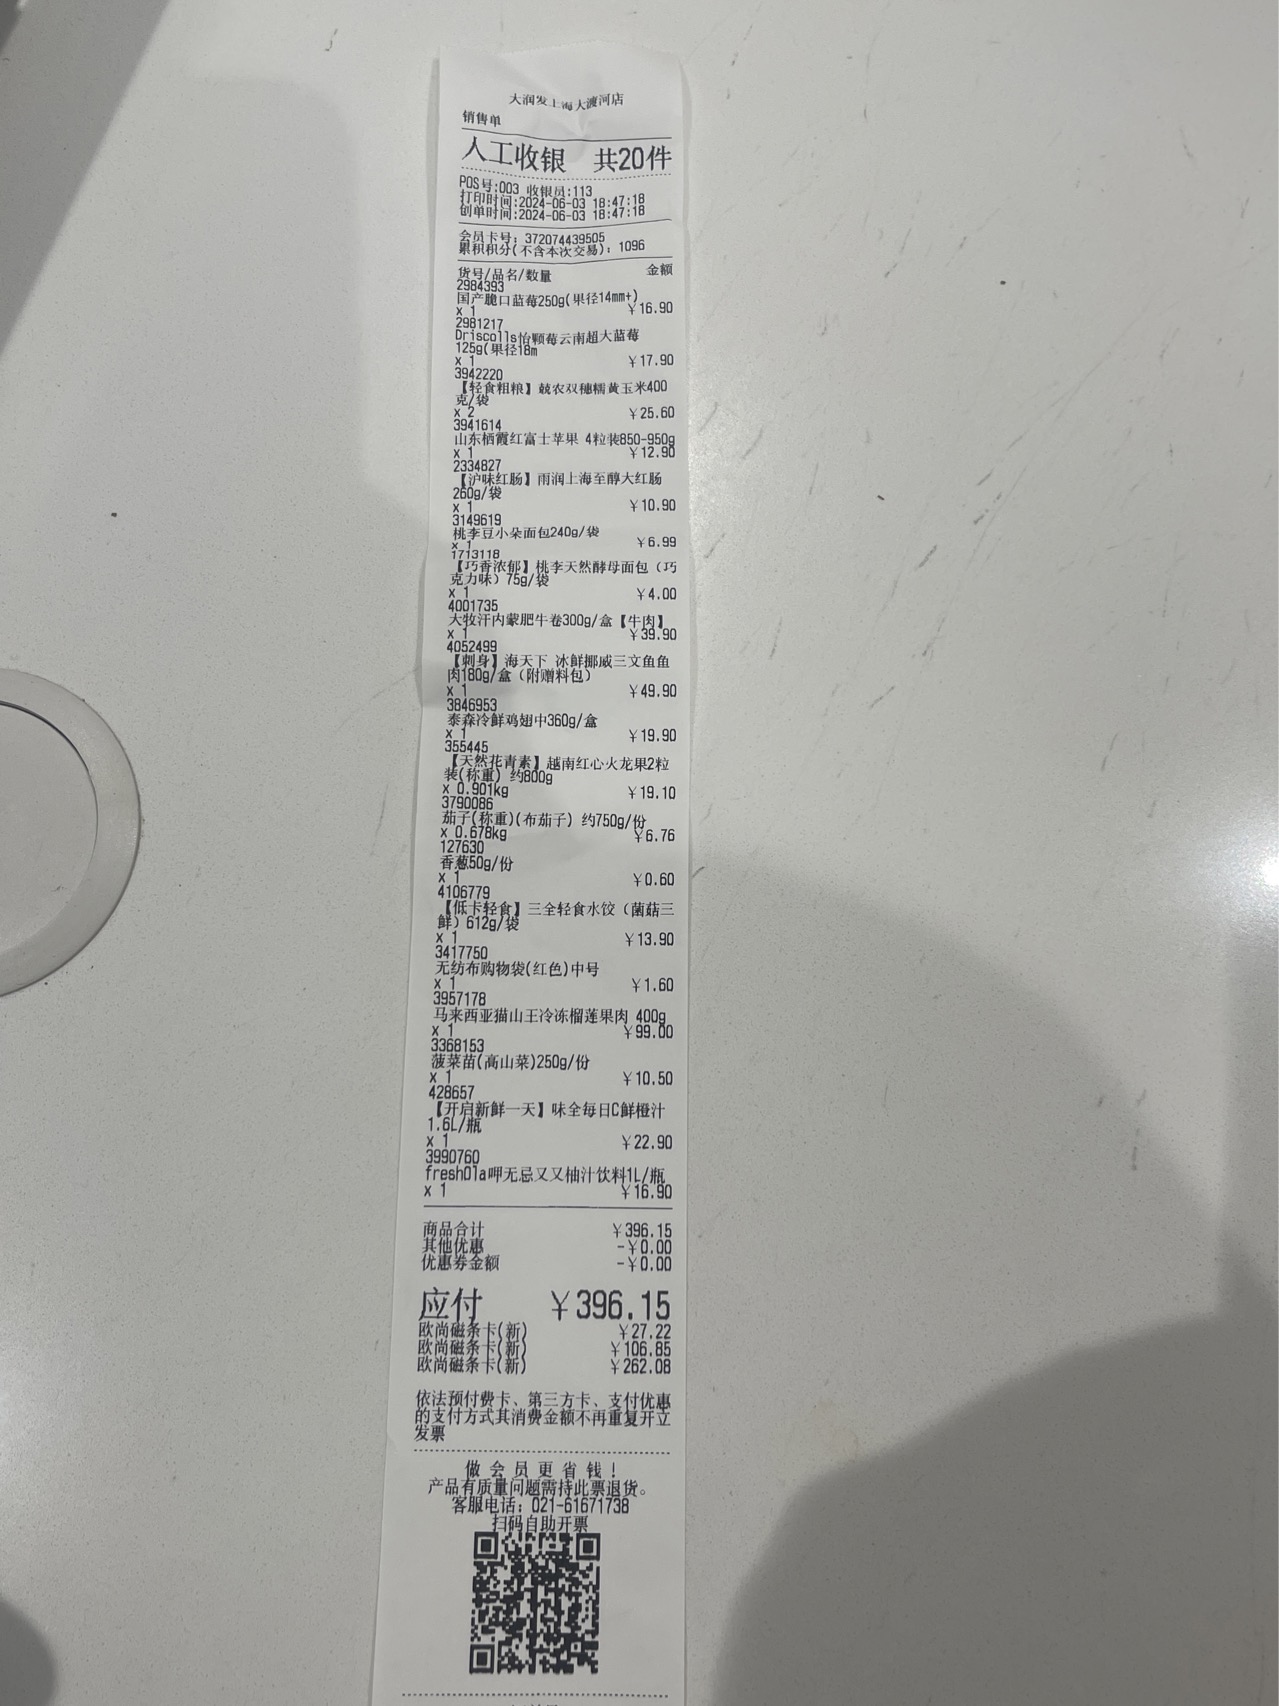 大润发上海大渡河店
销售单
人工收银 共20件
POS号:003 收银员:113
打印时间:2024-06-03 18:47:18
创单时间:2024-06-03 18:47:18
会员卡号: 372074439505
累积积分(不含本次交易): 1096
货号/品名/数量 金额
2984393
国产脆口蓝莓250g(果径14mm+)
x 1 ¥16.90
2981217
Driscolls怡颗莓云南超大蓝莓
125g(果径18m
x 1 ¥17.90
3942220
【轻食粗粮】兢农双穗糯黄玉米400
克/袋
x 2 ¥25.60
3941614
山东栖霞红富士苹果 4粒装850-950g
x 1 ¥12.90
2334827
【沪味红肠】雨润上海至醇大红肠
260g/袋
x 1 ¥10.90
3149619
桃李豆小朵面包240g/袋
x 1 ¥6.99
1713118
【巧香浓郁】桃李天然酵母面包（巧
克力味）75g/袋
x 1 ¥4.00
4001735
大牧汗内蒙肥牛卷300g/盒【牛肉】
x 1 ¥39.90
4052499
【刺身】海天下 冰鲜挪威三文鱼鱼
肉180g/盒（附赠料包）
x 1 ¥49.90
3846953
泰森冷鲜鸡翅中360g/盒
x 1 ¥19.90
355445
【天然花青素】越南红心火龙果2粒
装(称重) 约800g
x 0.901kg ¥19.10
3790086
茄子(称重)(布茄子) 约750g/份
x 0.678kg ¥6.76
127630
香葱50g/份
x 1 ¥0.60
4106779
【低卡轻食】三全轻食水饺（菌菇三
鲜）612g/袋
x 1 ¥13.90
3417750
无纺布购物袋(红色)中号
x 1 ¥1.60
3957178
马来西亚猫山王冷冻榴莲果肉 400g
x 1 ¥99.00
3368153
菠菜苗(高山菜)250g/份
x 1 ¥10.50
428657
【开启新鲜一天】味全每日C鲜橙汁
1.6L/瓶
x 1 ¥22.90
3990760
freshOla呷无忌叉叉柚汁饮料1L/瓶
x 1 ¥16.90
商品合计 ¥396.15
其他优惠 -¥0.00
优惠券金额 -¥0.00
应付 ¥396.15
欧尚磁条卡(新) ¥27.22
欧尚磁条卡(新) ¥106.85
欧尚磁条卡(新) ¥262.08
依法预付费卡、第三方卡、支付优惠
的支付方式其消费金额不再重复开立
发票
做会员更省钱！
产品有质量问题需持此票退货。
客服电话: 021-61671738
扫码自助开票